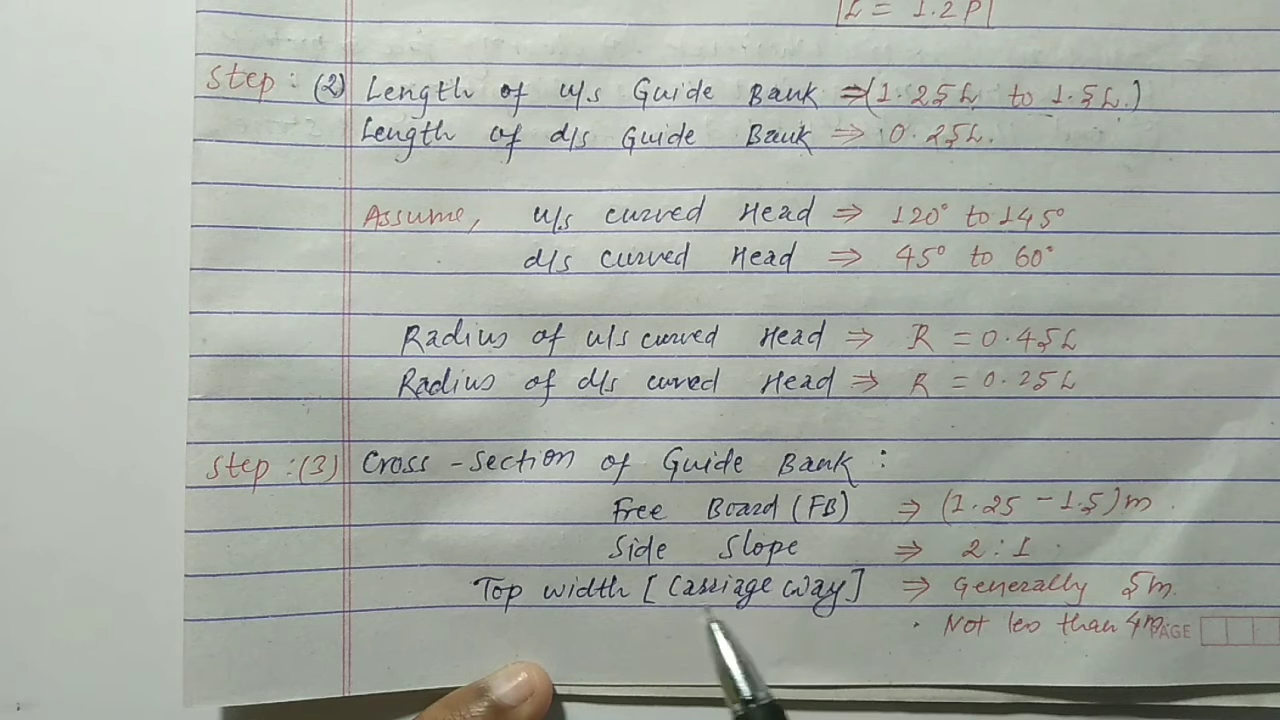 L = 1.2P
Step: (2) Length of u/s Guide Bank ⇒ (1.25L to 1.5L.)
Length of d/s Guide Bank ⇒ 0.25L.
Assume, u/s curved Head ⇒ 120° to 145°
d/s curved Head ⇒ 45° to 60°
Radius of u/s curved Head ⇒ R = 0.45L
Radius of d/s curved Head ⇒ R = 0.25L
Step: (3) Cross-section of Guide Bank :
Free Board (FB) ⇒ (1.25 - 1.5)m.
Side Slope ⇒ 2:1.
Top width [Carriage way] ⇒ Generally 5m.
. Not less than 4m.
PAGE